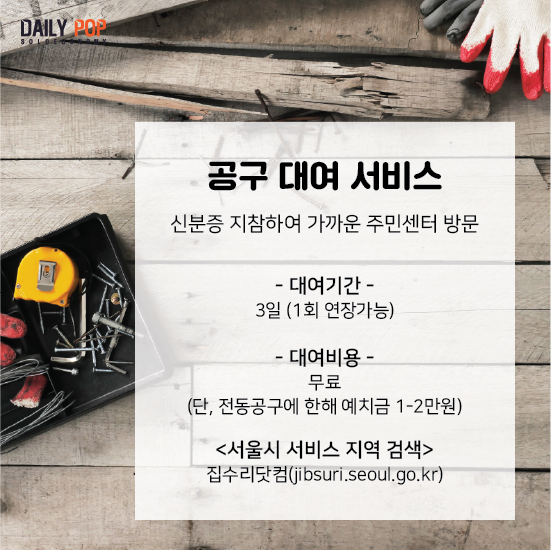 DAILY POP
SOLOECONOMY
공구 대여 서비스
신분증 지참하여 가까운 주민센터 방문
- 대여기간 -
3일 (1회 연장가능)
- 대여비용 -
무료
(단, 전동공구에 한해 예치금 1-2만원)
<서울시 서비스 지역 검색>
집수리닷컴(jibsuri.seoul.go.kr)